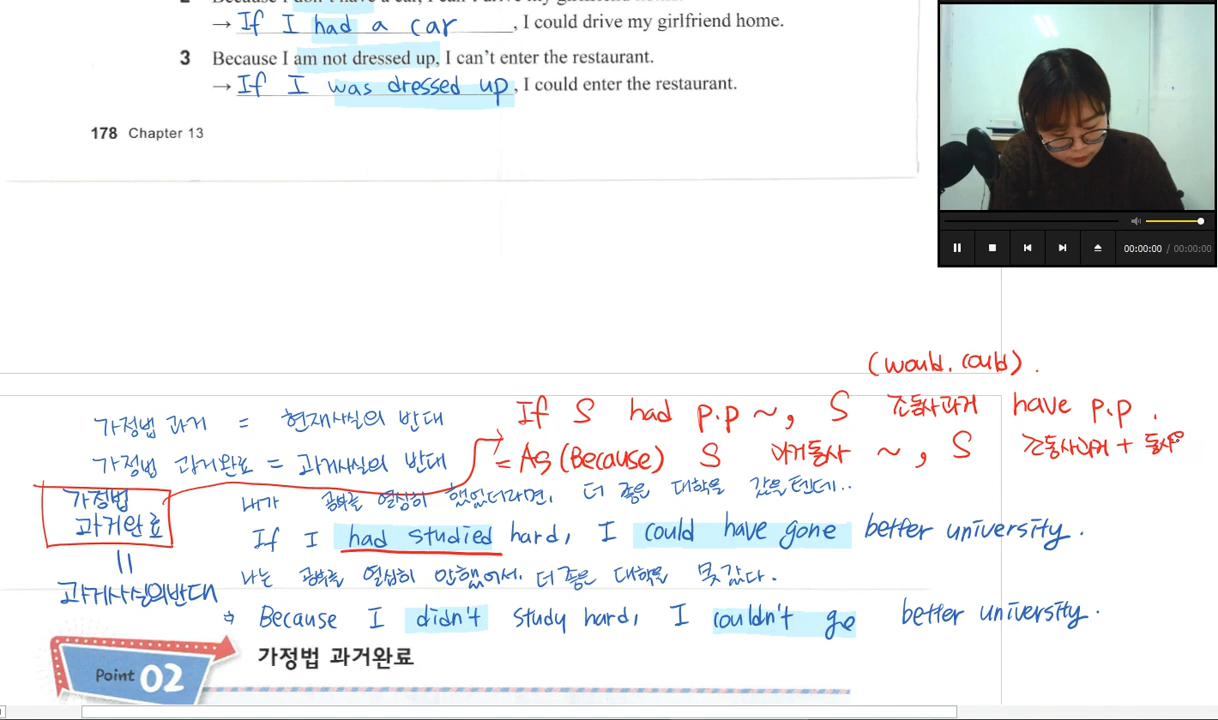 → If I had a car, I could drive my girlfriend home.
3 Because I am not dressed up, I can't enter the restaurant.
→ If I was dressed up, I could enter the restaurant.
178 Chapter 13
00:00:00 / 00:00:00
(would, could).
가정법 과거 = 현재사실의 반대
If S had p.p ~, S 조동사과거 have p.p.
가정법 과거완료 = 과거사실의 반대
= As (Because) S 과거동사 ~, S 조동사과거 + 동사
가정법
과거완료
=
과거사실의반대
내가 공부를 열심히 했었더라면, 더 좋은 대학을 갔을텐데..
If I had studied hard, I could have gone better university.
나는 공부를 열심히 안했어서, 더 좋은 대학을 못갔다.
⇒ Because I didn't study hard, I couldn't go better university.
Point 02 가정법 과거완료